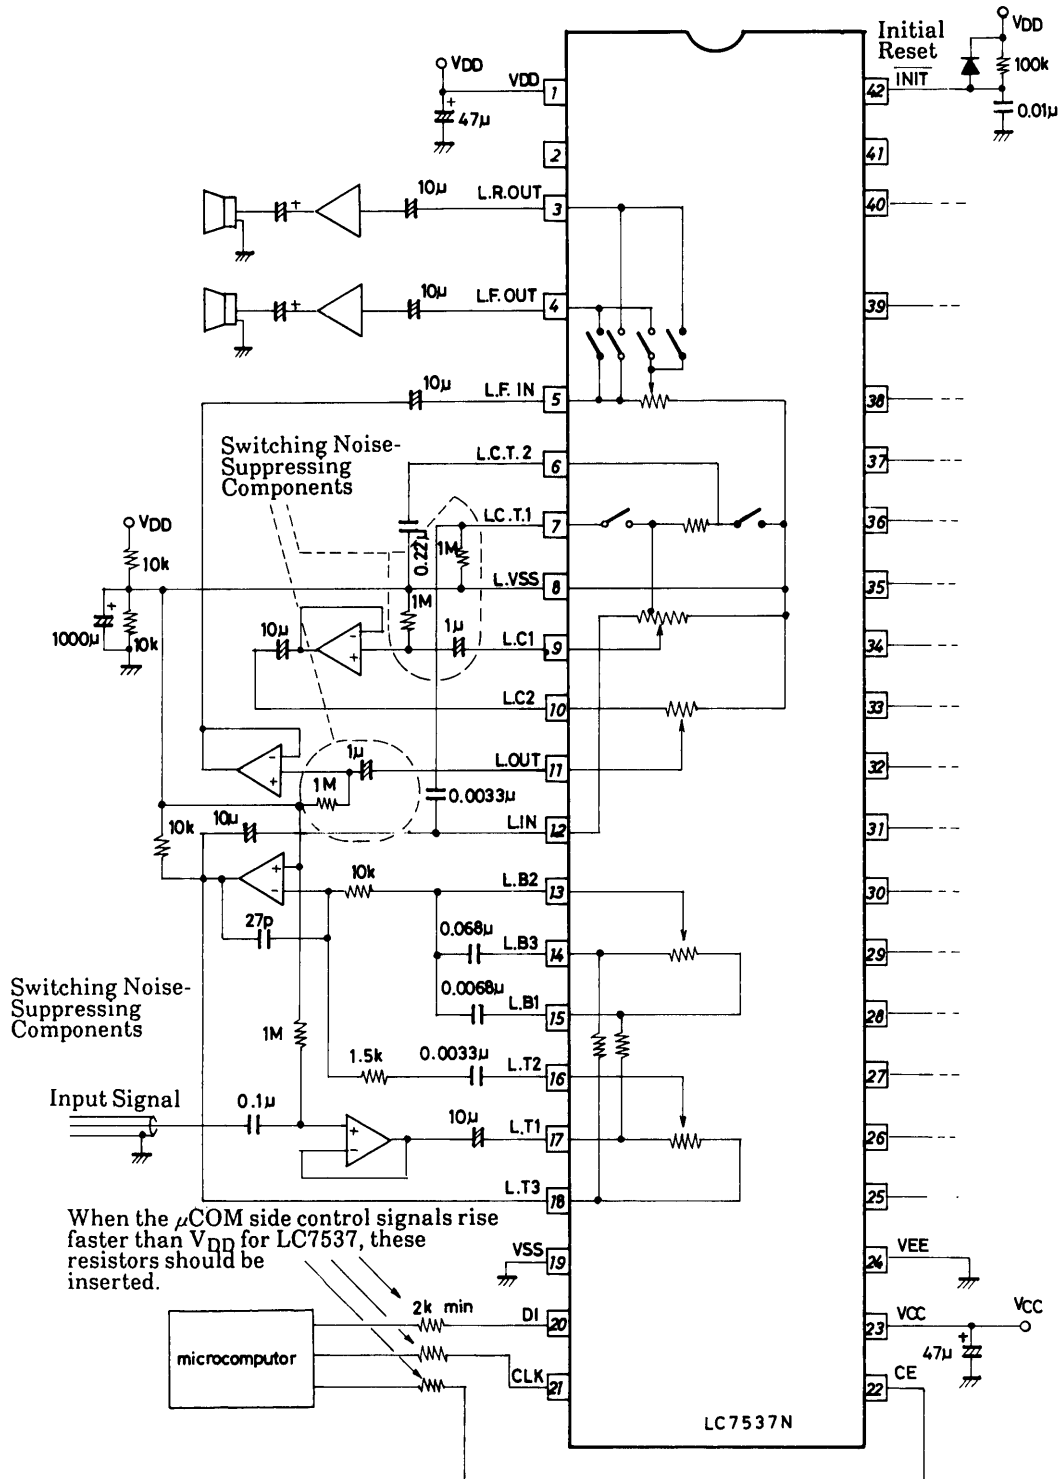 Initial
Reset
VDD
100k
0.01μ
INIT
42
VDD
47μ
VDD
1
2
41
10μ
L.R.OUT
3
40
10μ
L.F.OUT
4
39
10μ
L.F. IN
5
38
Switching Noise-
Suppressing
Components
L.C.T.2
6
37
VDD
10k
0.22μ
1M
L.C.T.1
7
36
L.VSS
8
35
1000μ
10k
1M
10μ
1μ
L.C1
9
34
L.C2
10
33
1μ
L.OUT
11
32
1M
0.0033μ
10k
10μ
L.IN
12
31
10k
L.B2
13
30
27p
0.068μ
L.B3
14
29
Switching Noise-
Suppressing
Components
0.0068μ
L.B1
15
28
1M
1.5k
0.0033μ
L.T2
16
27
Input Signal
0.1μ
10μ
L.T1
17
26
L.T3
18
25
When the μCOM side control signals rise
faster than VDD for LC7537, these
resistors should be
inserted.
VSS
19
24
VEE
2k min
DI
20
23
VCC
VCC
47μ
microcomputor
CLK
21
22
CE
LC7537N